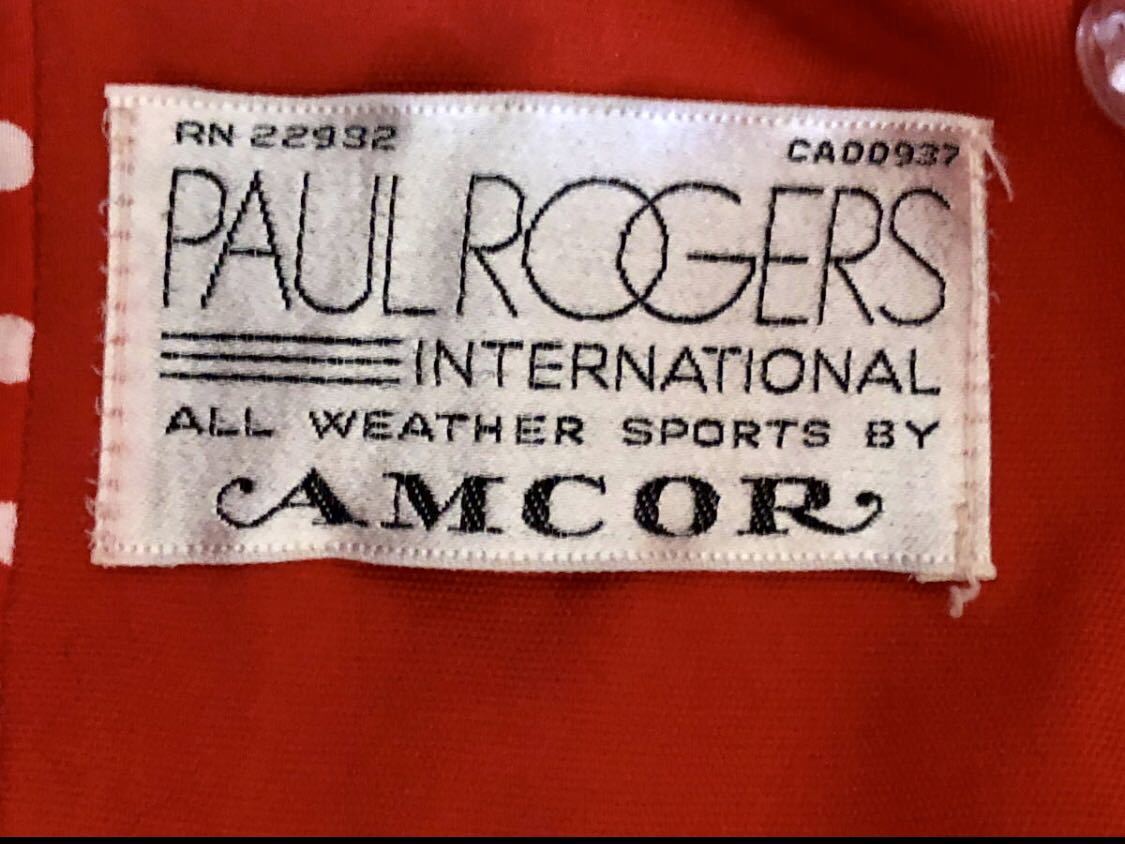 RN 22932
CA00937
PAUL ROGERS
INTERNATIONAL
ALL WEATHER SPORTS BY
AMCOR